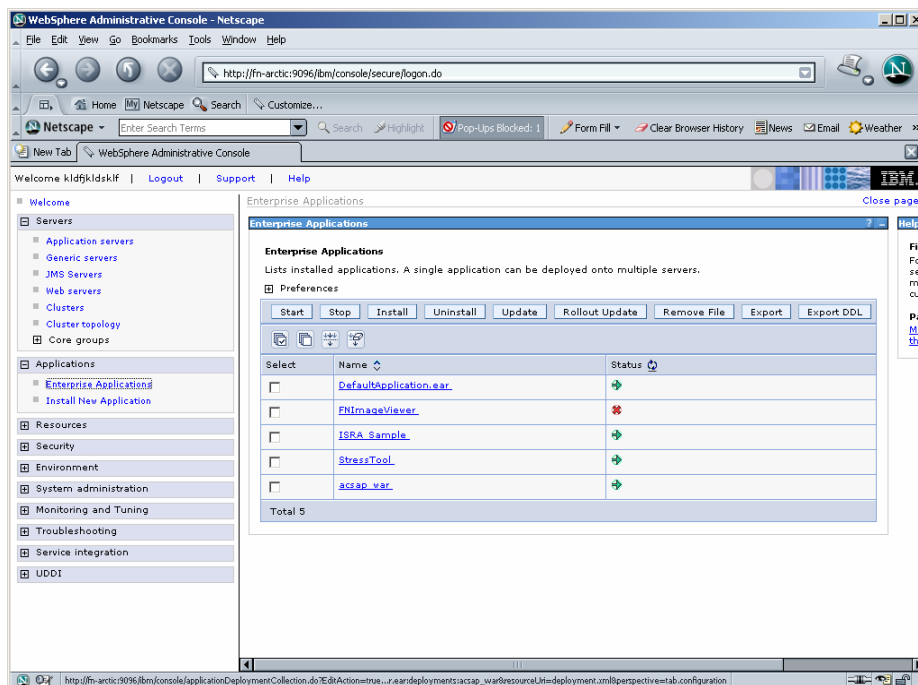 WebSphere Administrative Console - Netscape
File Edit View Go Bookmarks Tools Window Help
http://fn-arctic:9096/ibm/console/secure/logon.do
Home My Netscape Search Customize...
Netscape Enter Search Terms Search Highlight Pop-Ups Blocked: 1 Form Fill Clear Browser History News Email Weather
New Tab WebSphere Administrative Console
Welcome kldfjkldsklf | Logout | Support | Help IBM.
Welcome
Servers
Application servers
Generic servers
JMS Servers
Web servers
Clusters
Cluster topology
Core groups
Applications
Enterprise Applications
Install New Application
Resources
Security
Environment
System administration
Monitoring and Tuning
Troubleshooting
Service integration
UDDI
Enterprise Applications Close page
Enterprise Applications ? Help
Enterprise Applications
Lists installed applications. A single application can be deployed onto multiple servers.
Preferences
Start Stop Install Uninstall Update Rollout Update Remove File Export Export DDL
Select Name Status
DefaultApplication.ear
FNImageViewer
ISRA Sample
StressTool
acsap_war
Total 5
http://fn-arctic:9096/ibm/console/applicationDeploymentCollection.do?EditAction=true...r.ear:deployments:acsap_war&resourceUri=deployment.xml&perspective=tab.configuration